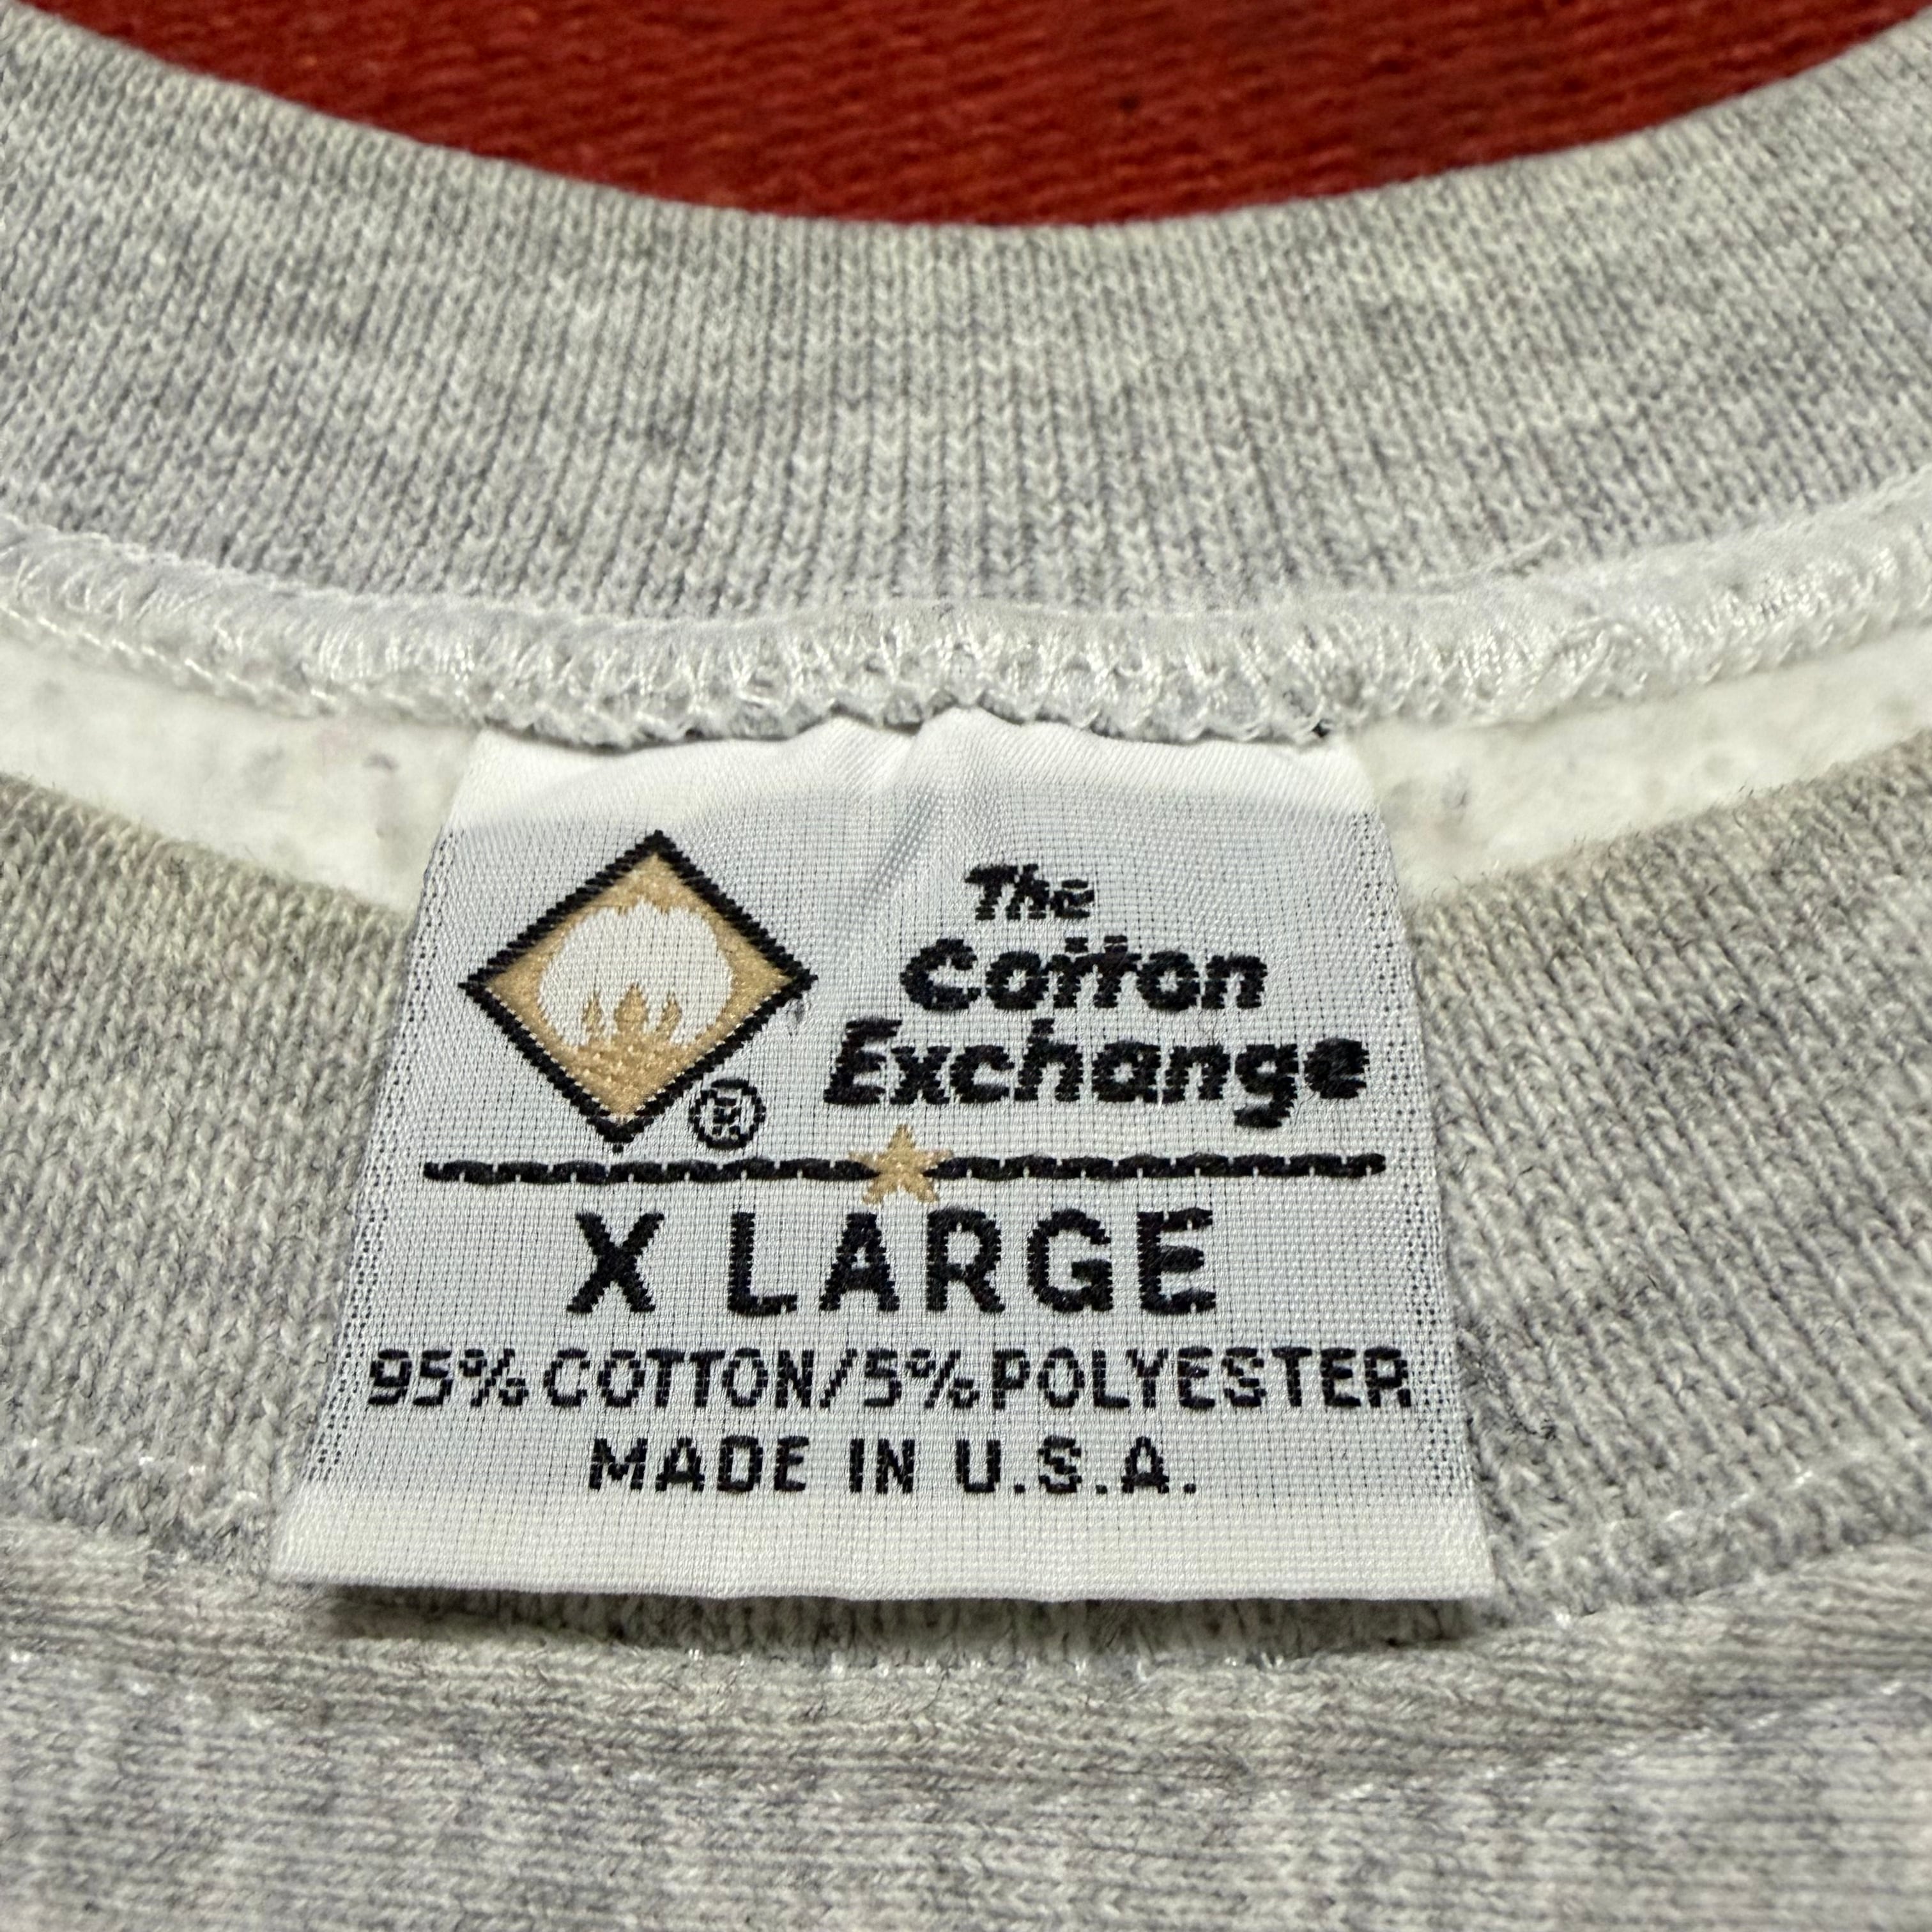 The
Cotton
Exchange
®
X LARGE
95% COTTON/5% POLYESTER
MADE IN U.S.A.